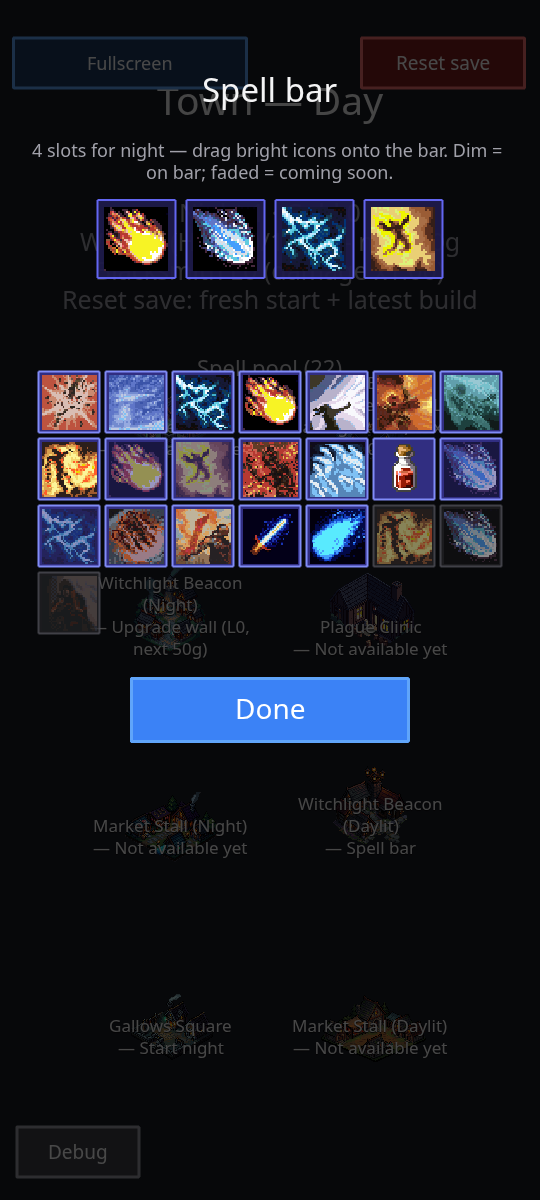 Fullscreen
Reset save
Spell bar
Town — Day
4 slots for night — drag bright icons onto the bar. Dim =
on bar; faded = coming soon.
Reset save: fresh start + latest build
Spell pool (22)
Witchlight Beacon
(Night)
— Upgrade wall (L0,
next 50g)
Plague Clinic
— Not available yet
Done
Market Stall (Night)
— Not available yet
Witchlight Beacon
(Daylit)
— Spell bar
Gallows Square
— Start night
Market Stall (Daylit)
— Not available yet
Debug